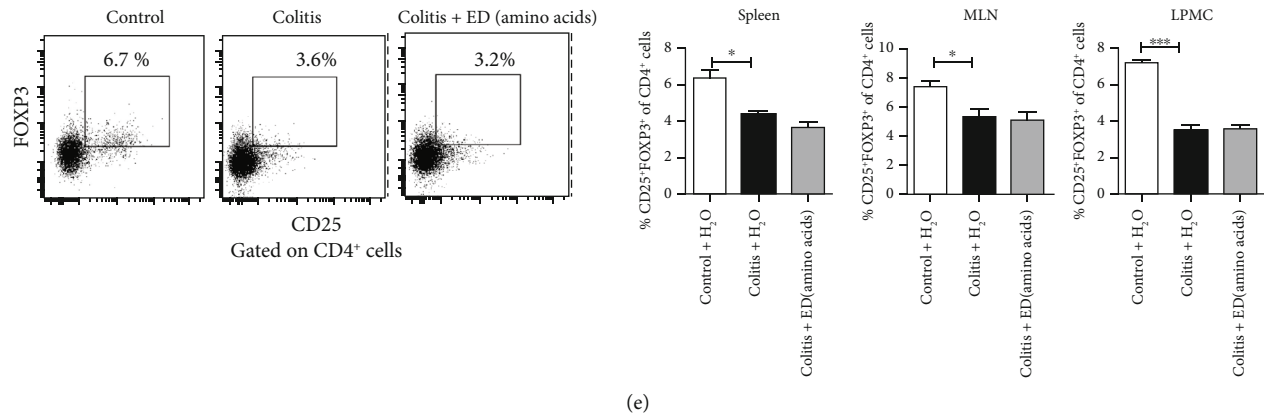 Control
Colitis
Colitis + ED (amino acids)
6.7 %
3.6%
3.2%
FOXP3
CD25
Gated on CD4⁺ cells
Spleen
% CD25⁺FOXP3⁺ of CD4⁺ cells
8
6
4
2
0
*
Control + H₂O
Colitis + H₂O
Colitis + ED(amino acids)
MLN
% CD25⁺FOXP3⁺ of CD4⁺ cells
10
8
6
4
2
0
*
Control + H₂O
Colitis + H₂O
Colitis + ED(amino acids)
LPMC
% CD25⁺FOXP3⁺ of CD4⁺ cells
8
6
4
2
0
***
Control + H₂O
Colitis + H₂O
Colitis + ED(amino acids)
(e)